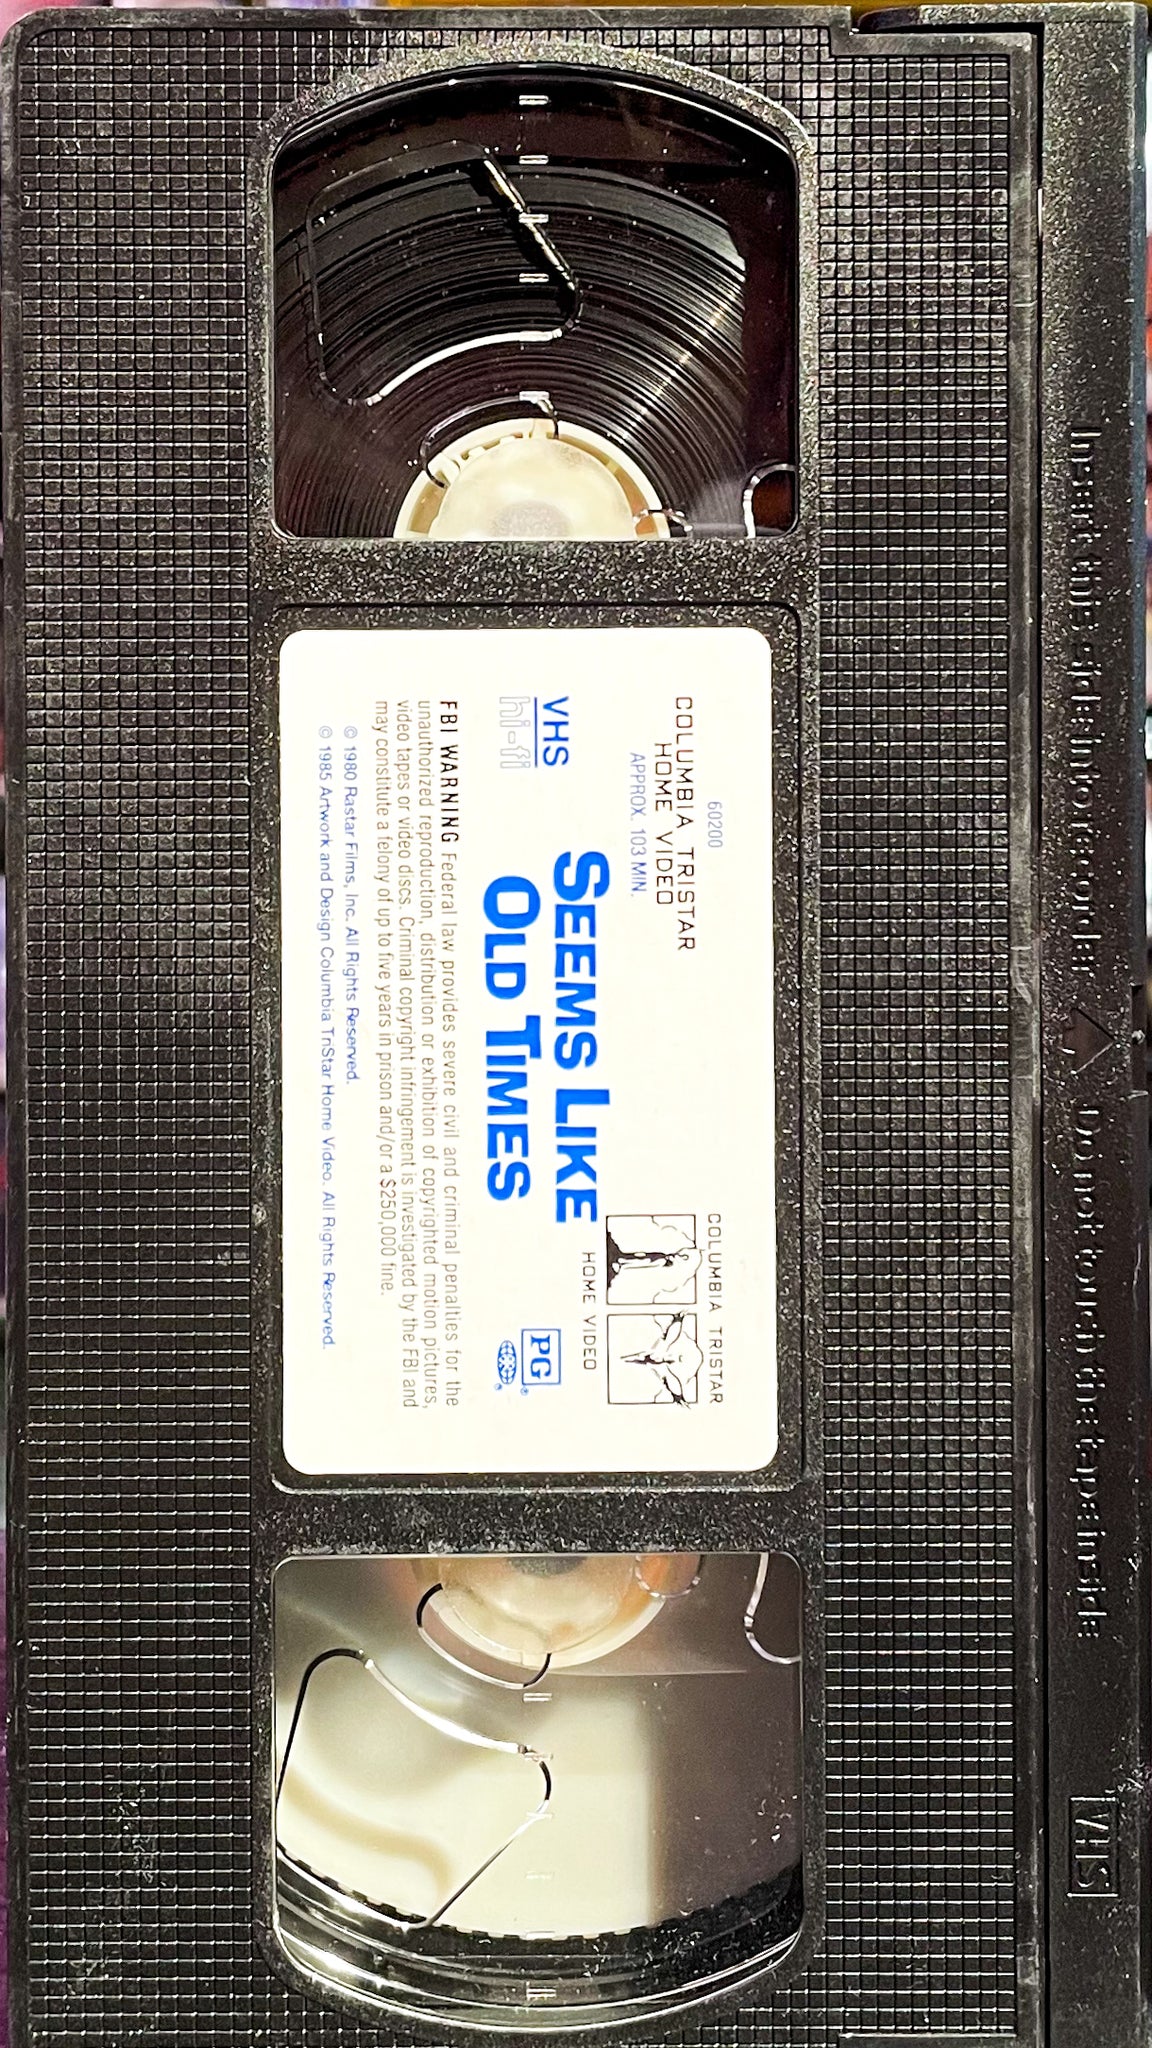 60200
COLUMBIA TRISTAR
HOME VIDEO
APPROX. 103 MIN.
COLUMBIA TRISTAR
HOME VIDEO
VHS
hi-fi
SEEMS LIKE
OLD TIMES
PG
®
®
FBI WARNING Federal law provides severe civil and criminal penalties for the
unauthorized reproduction, distribution or exhibition of copyrighted motion pictures,
video tapes or video discs. Criminal copyright infringement is investigated by the FBI and
may constitute a felony of up to five years in prison and/or a $250,000 fine.
© 1980 Rastar Films, Inc. All Rights Reserved.
© 1985 Artwork and Design Columbia TriStar Home Video. All Rights Reserved.
Insert this side into recorder △ Do not touch the tape inside
VHS